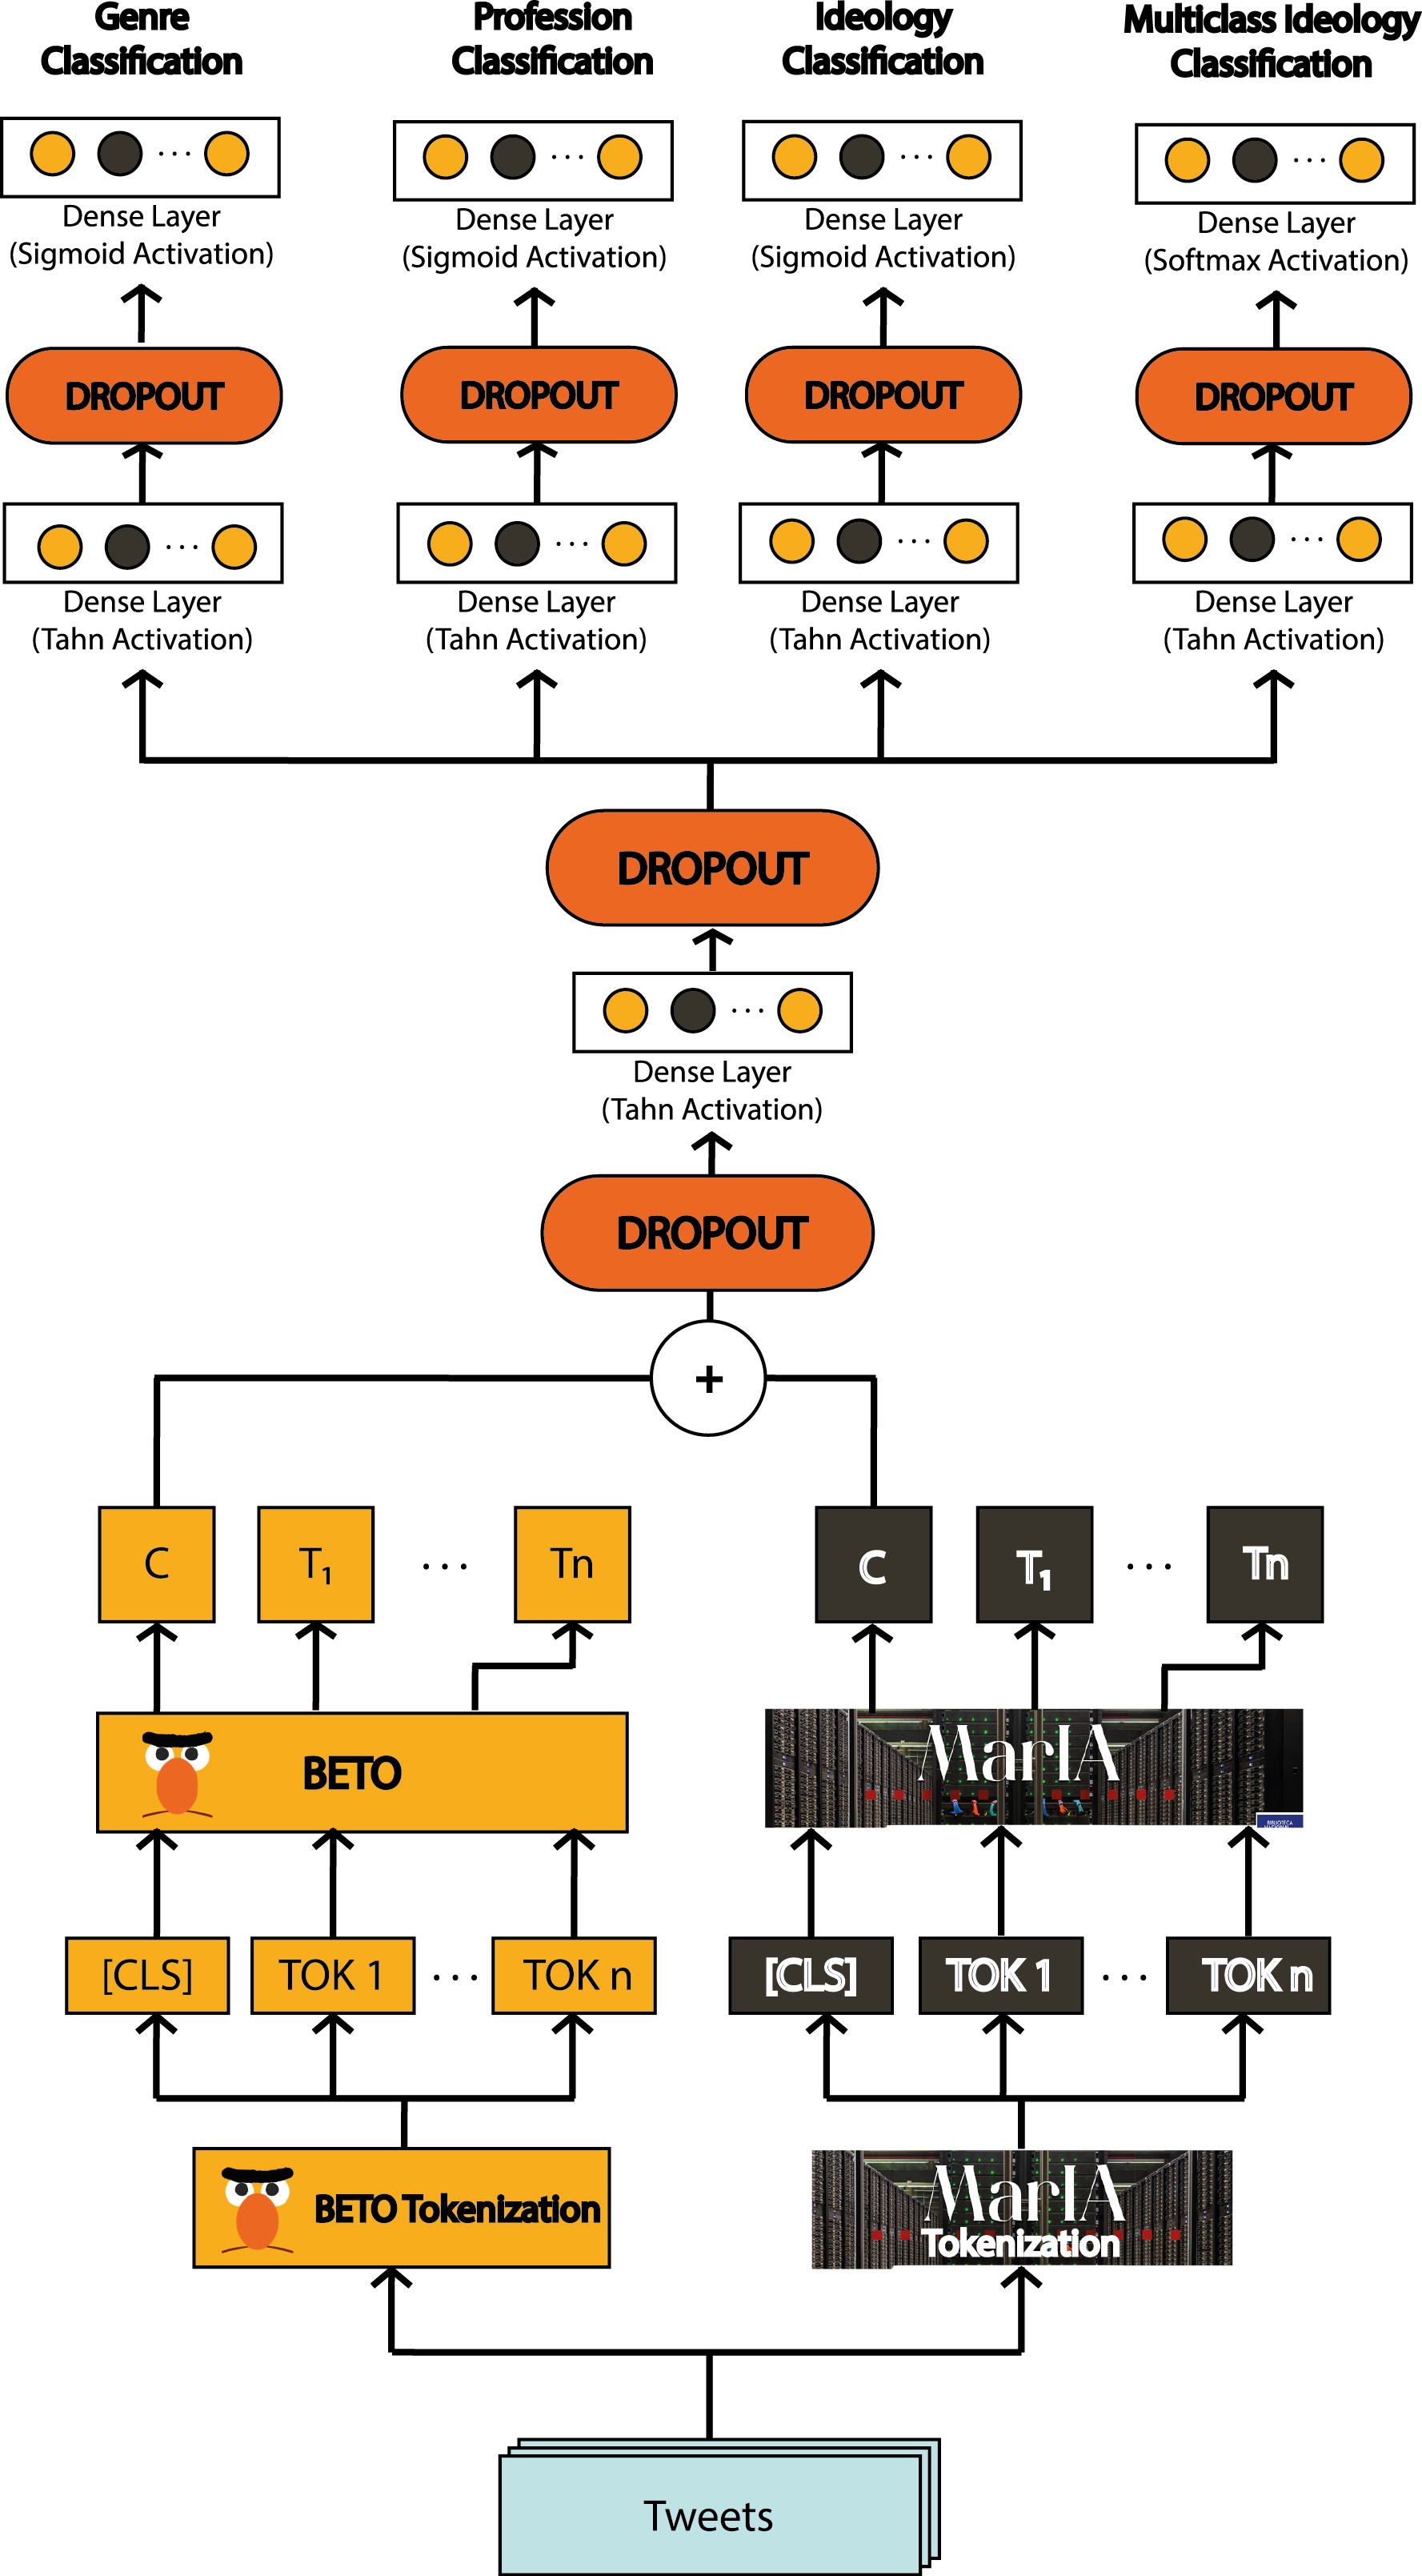 Genre
Classification
Profession
Classification
Ideology
Classification
Multiclass Ideology
Classification
. . .
. . .
. . .
. . .
Dense Layer
(Sigmoid Activation)
Dense Layer
(Sigmoid Activation)
Dense Layer
(Sigmoid Activation)
Dense Layer
(Softmax Activation)
DROPOUT
DROPOUT
DROPOUT
DROPOUT
. . .
. . .
. . .
. . .
Dense Layer
(Tahn Activation)
Dense Layer
(Tahn Activation)
Dense Layer
(Tahn Activation)
Dense Layer
(Tahn Activation)
DROPOUT
. . .
Dense Layer
(Tahn Activation)
DROPOUT
+
C
T₁
. . .
Tn
C
T₁
. . .
Tn
BETO
MarIA
BIBLIOTECA
[CLS]
TOK 1
. . .
TOK n
[CLS]
TOK 1
. . .
TOK n
BETO Tokenization
MarIA
Tokenization
Tweets